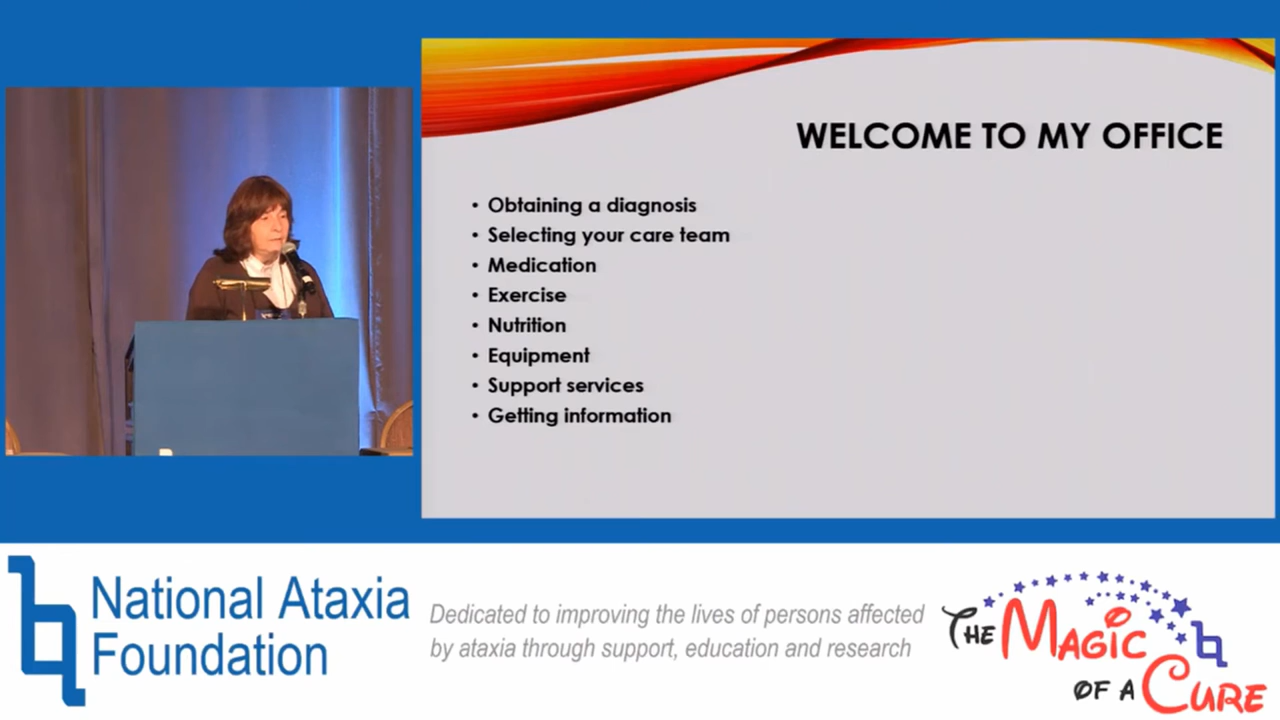 WELCOME TO MY OFFICE
• Obtaining a diagnosis
• Selecting your care team
• Medication
• Exercise
• Nutrition
• Equipment
• Support services
• Getting information
National Ataxia
Foundation
Dedicated to improving the lives of persons affected
by ataxia through support, education and research
THE MAGIC
OF A CURE